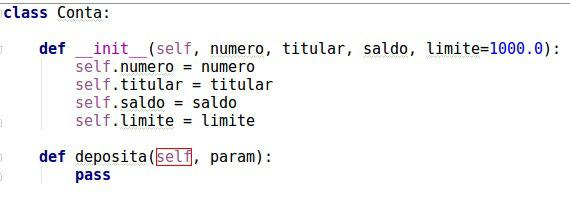 class Conta:
    def __init__(self, numero, titular, saldo, limite=1000.0):
        self.numero = numero
        self.titular = titular
        self.saldo = saldo
        self.limite = limite
    def deposita(self, param):
        pass